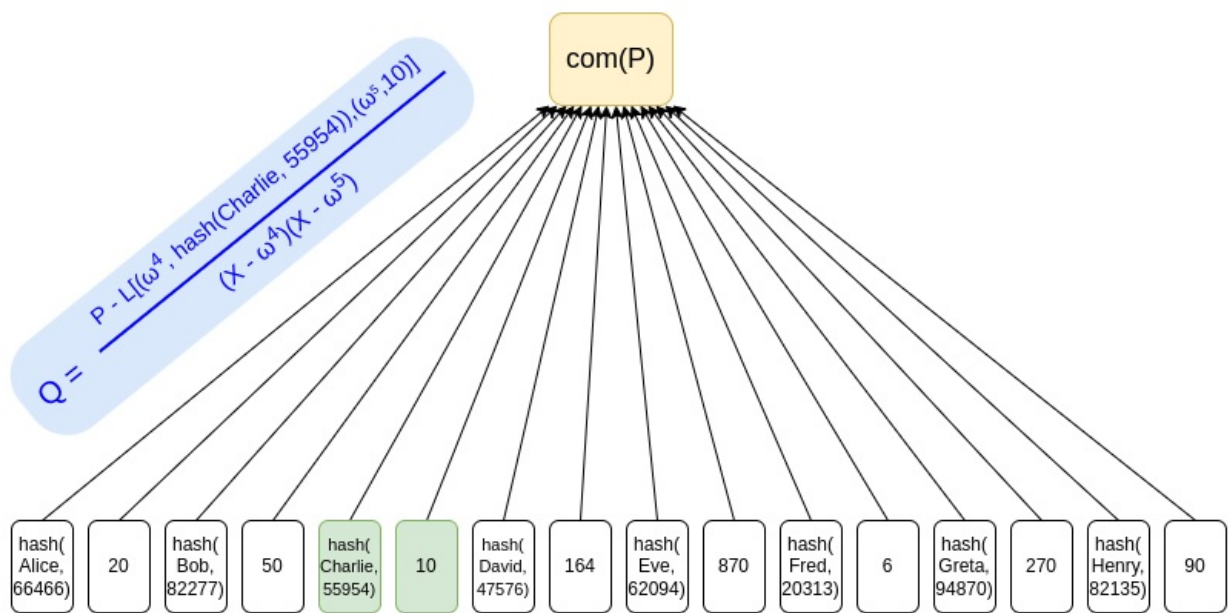 com(P)
P - L[(ω⁴, hash(Charlie, 55954)),(ω⁵,10)]
Q =
(X - ω⁴)(X - ω⁵)
hash(
Alice,
66466)
20
hash(
Bob,
82277)
50
hash(
Charlie,
55954)
10
hash(
David,
47576)
164
hash(
Eve,
62094)
870
hash(
Fred,
20313)
6
hash(
Greta,
94870)
270
hash(
Henry,
82135)
90